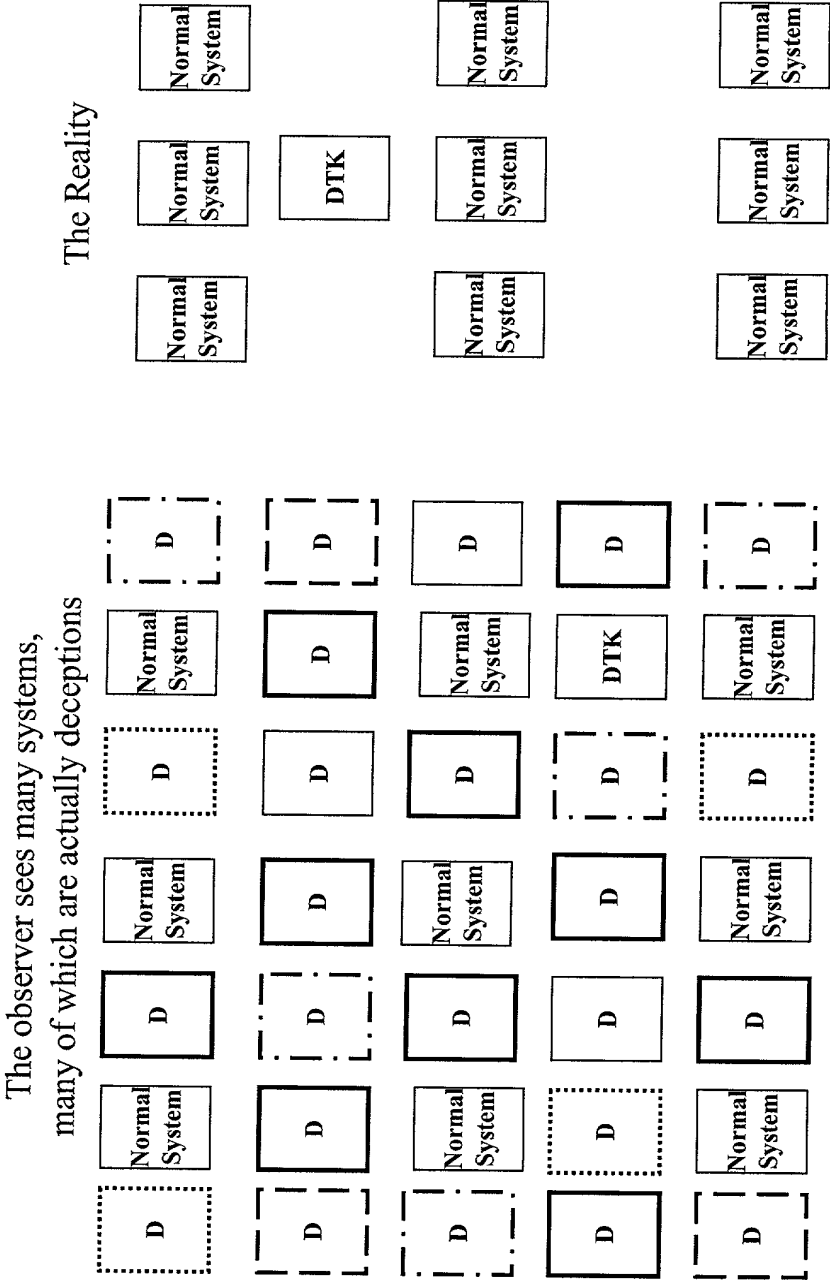 The observer sees many systems,
many of which are actually deceptions
D
Normal
System
D
Normal
System
D
Normal
System
D
D
D
D
D
D
D
D
D
Normal
System
D
Normal
System
D
Normal
System
D
D
D
D
D
D
DTK
D
D
Normal
System
D
Normal
System
D
Normal
System
D
The Reality
Normal
System
Normal
System
Normal
System
DTK
Normal
System
Normal
System
Normal
System
Normal
System
Normal
System
Normal
System